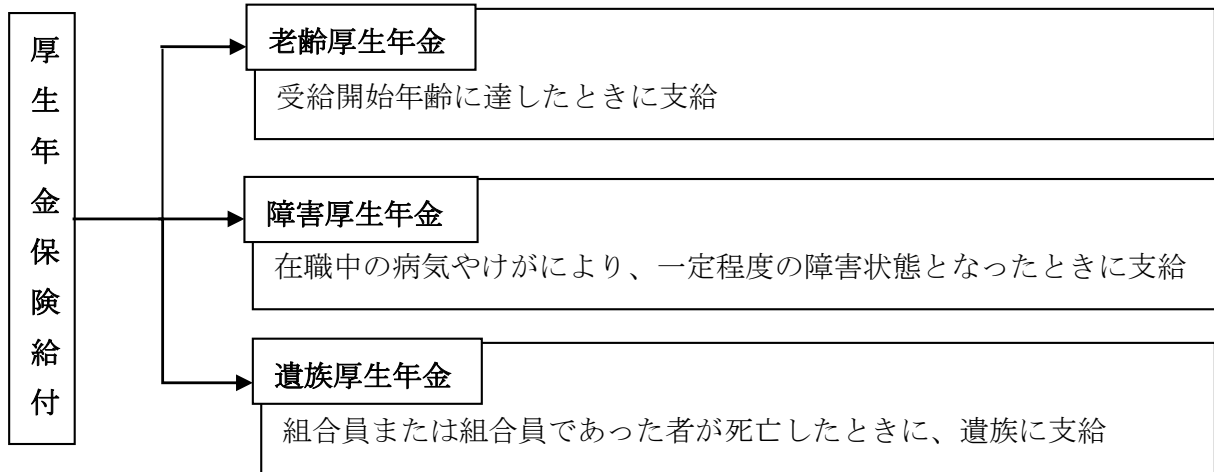 厚生年金保険給付
老齢厚生年金
受給開始年齢に達したときに支給
障害厚生年金
在職中の病気やけがにより、一定程度の障害状態となったときに支給
遺族厚生年金
組合員または組合員であった者が死亡したときに、遺族に支給